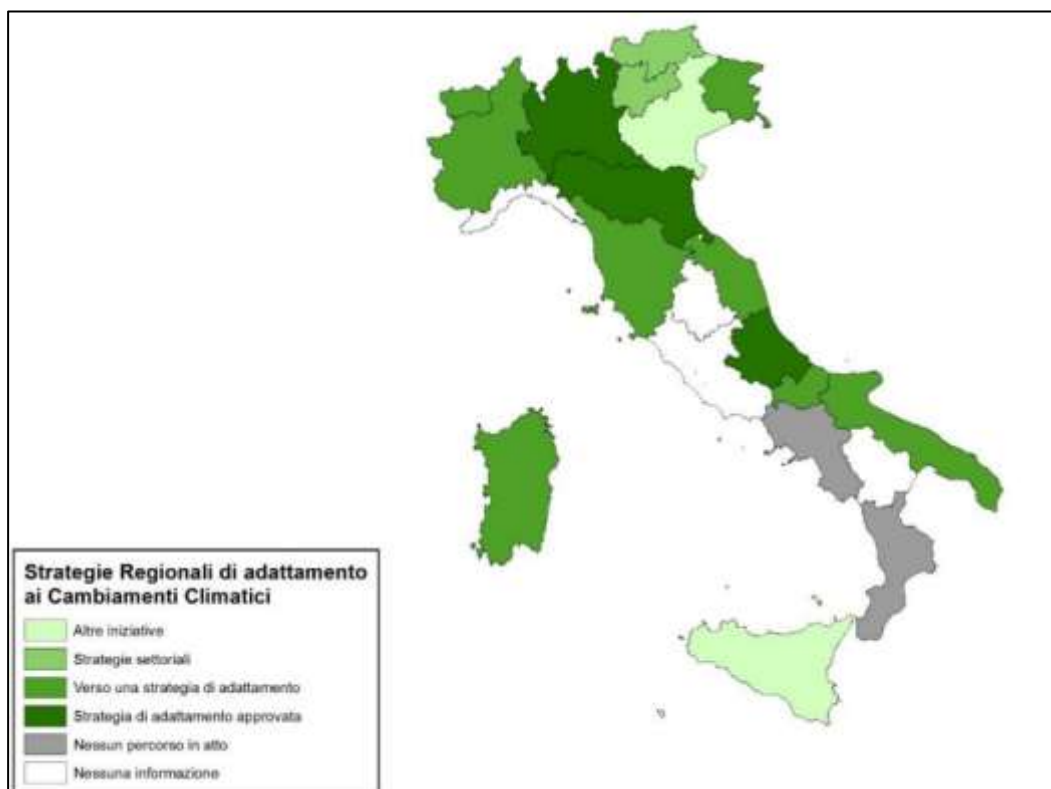 Strategie Regionali di adattamento
ai Cambiamenti Climatici
Altre iniziative
Strategie settoriali
Verso una strategia di adattamento
Strategia di adattamento approvata
Nessun percorso in atto
Nessuna informazione